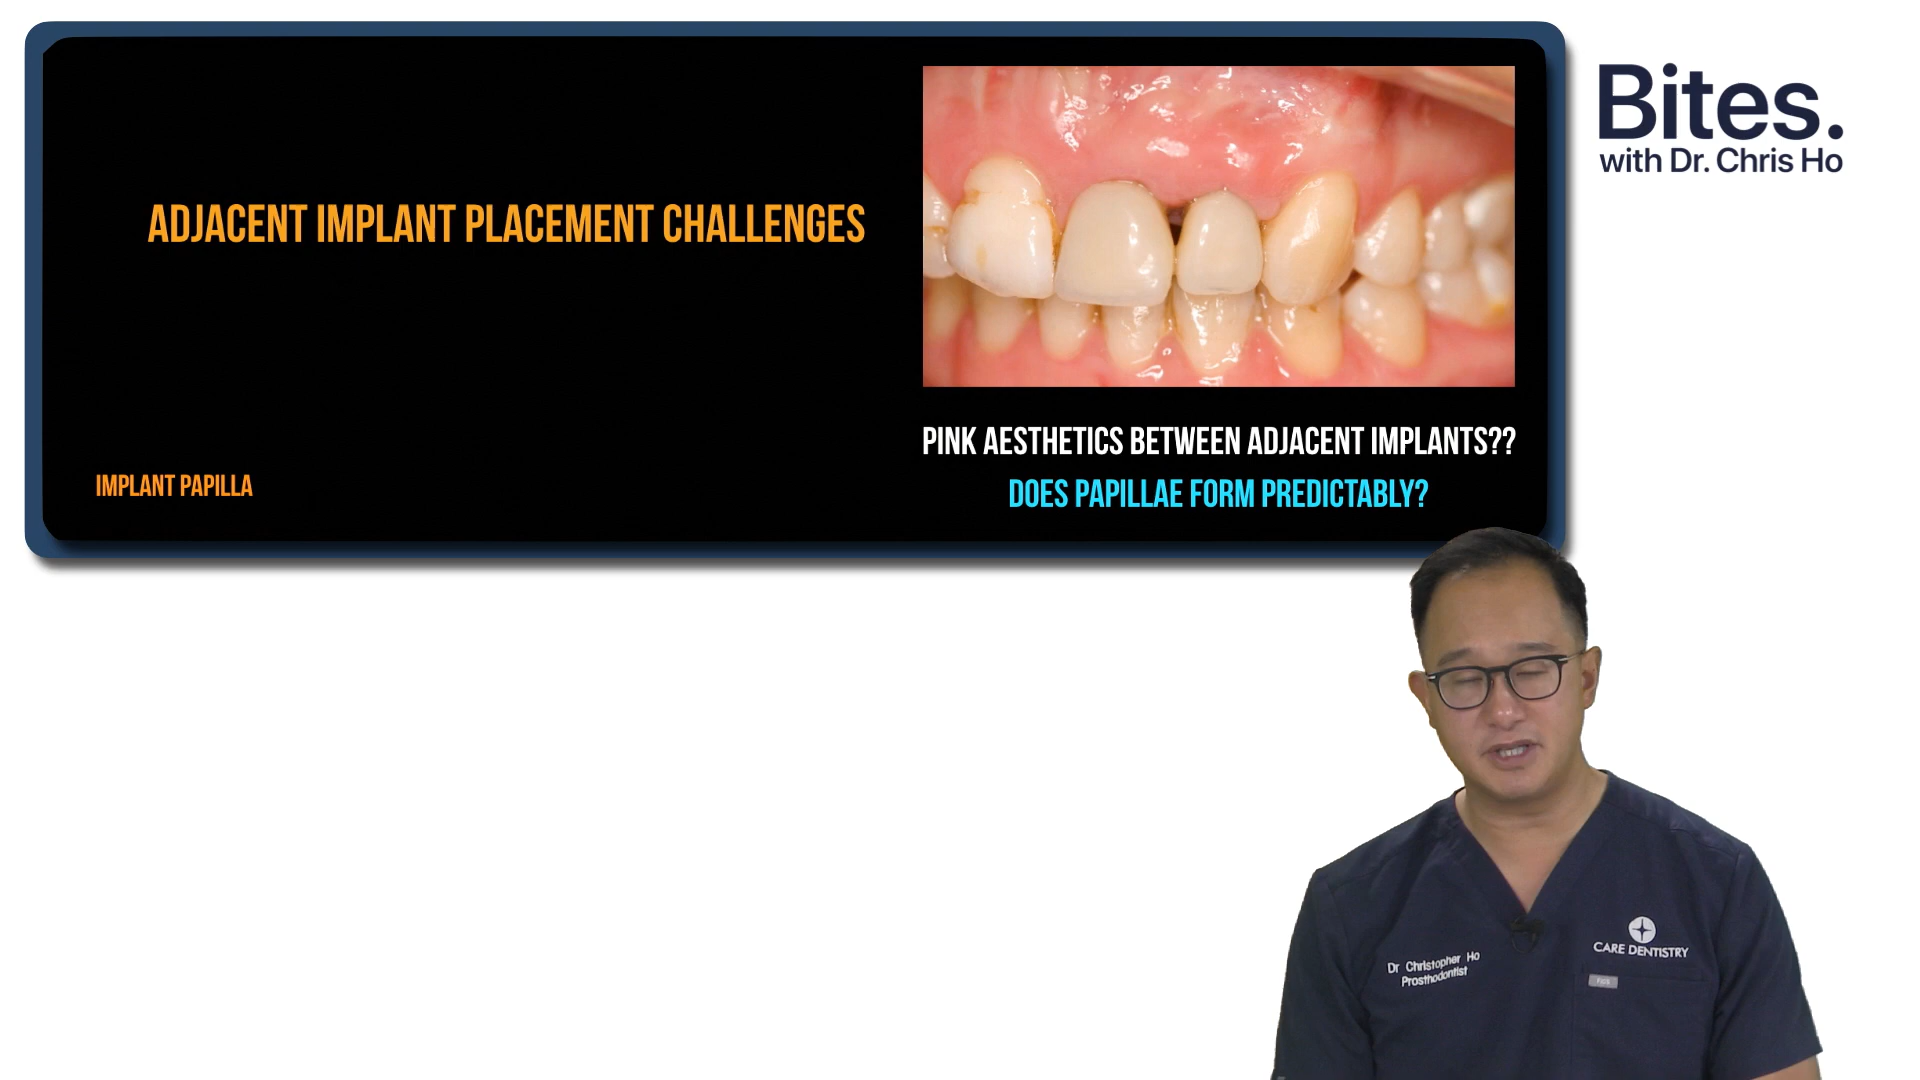 ADJACENT IMPLANT PLACEMENT CHALLENGES
IMPLANT PAPILLA
PINK AESTHETICS BETWEEN ADJACENT IMPLANTS??
DOES PAPILLAE FORM PREDICTABLY?
Bites.
with Dr. Chris Ho
Dr Christopher Ho
Prosthodontist
CARE DENTISTRY